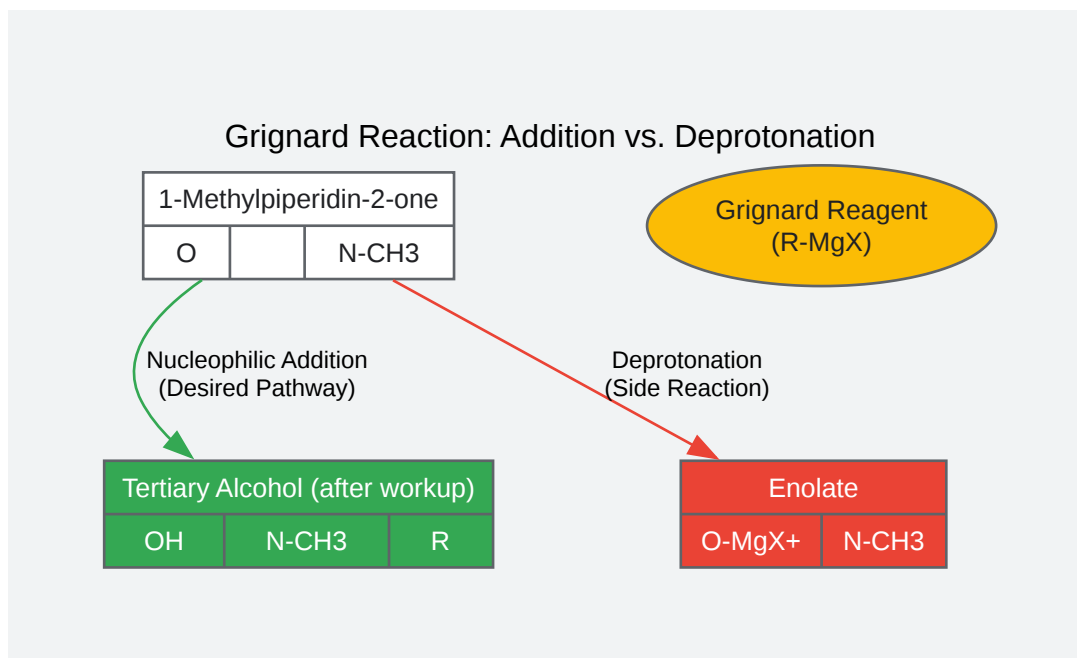 Grignard Reaction: Addition vs. Deprotonation
1-Methylpiperidin-2-one
O
N-CH3
Grignard Reagent
(R-MgX)
Nucleophilic Addition
(Desired Pathway)
Deprotonation
(Side Reaction)
Tertiary Alcohol (after workup)
OH
N-CH3
R
Enolate
O-MgX+
N-CH3